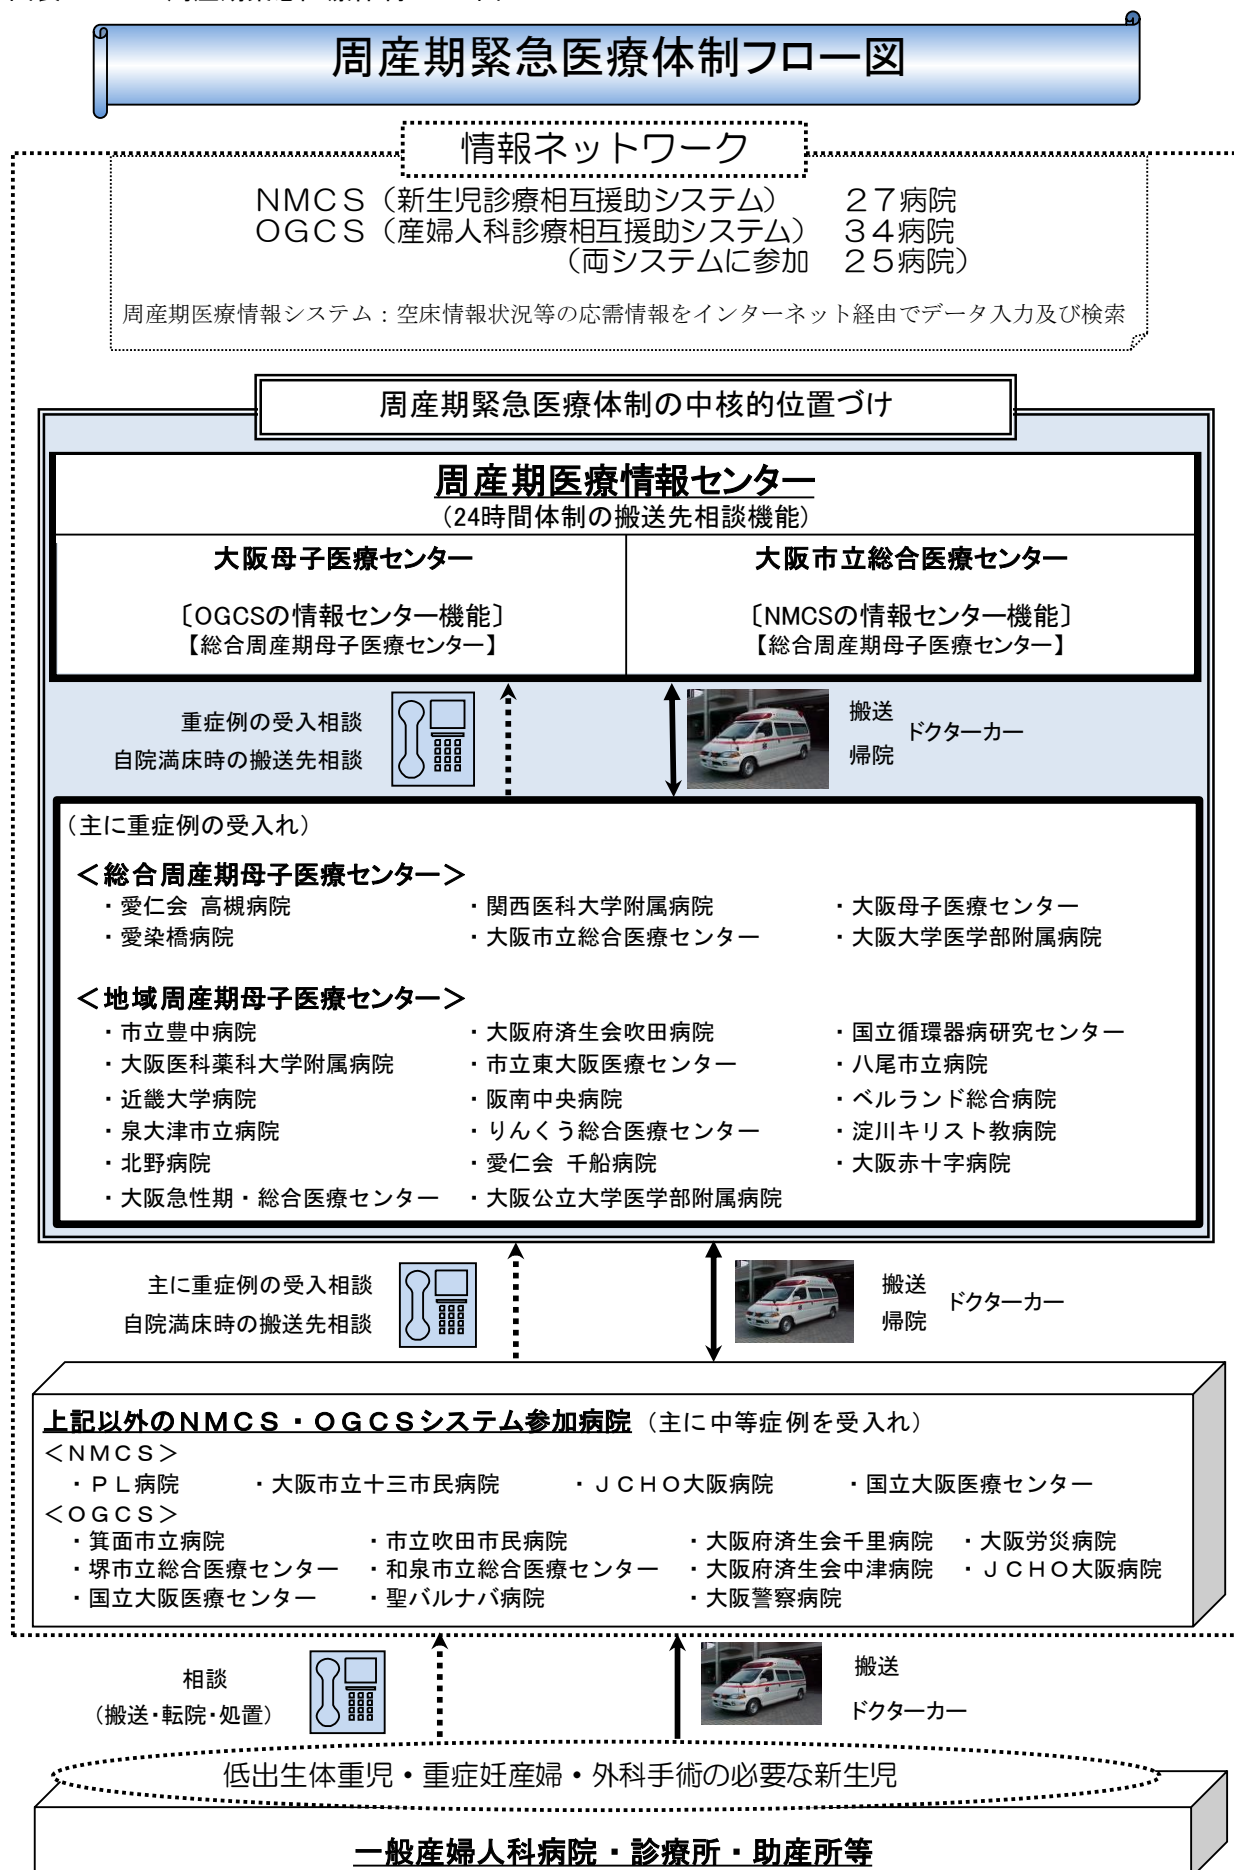 周産期緊急医療体制フロー図
情報ネットワーク
ＮＭＣＳ（新生児診療相互援助システム）　　２７病院
ＯＧＣＳ（産婦人科診療相互援助システム）　３４病院
（両システムに参加　２５病院）
周産期医療情報システム：空床情報状況等の応需情報をインターネット経由でデータ入力及び検索
周産期緊急医療体制の中核的位置づけ
周産期医療情報センター
（24時間体制の搬送先相談機能）
大阪母子医療センター　大阪市立総合医療センター
〔OGCSの情報センター機能〕　〔NMCSの情報センター機能〕
【総合周産期母子医療センター】　【総合周産期母子医療センター】
重症例の受入相談
自院満床時の搬送先相談
搬送
帰院
ドクターカー
（主に重症例の受入れ）
＜総合周産期母子医療センター＞
・愛仁会 高槻病院　・関西医科大学附属病院　・大阪母子医療センター
・愛染橋病院　・大阪市立総合医療センター　・大阪大学医学部附属病院
＜地域周産期母子医療センター＞
・市立豊中病院　・大阪府済生会吹田病院　・国立循環器病研究センター
・大阪医科薬科大学附属病院　・市立東大阪医療センター　・八尾市立病院
・近畿大学病院　・阪南中央病院　・ベルランド総合病院
・泉大津市立病院　・りんくう総合医療センター　・淀川キリスト教病院
・北野病院　・愛仁会 千船病院　・大阪赤十字病院
・大阪急性期・総合医療センター　・大阪公立大学医学部附属病院
主に重症例の受入相談
自院満床時の搬送先相談
搬送
帰院
ドクターカー
上記以外のＮＭＣＳ・ＯＧＣＳシステム参加病院（主に中等症例を受入れ）
＜ＮＭＣＳ＞
・ＰＬ病院　・大阪市立十三市民病院　・ＪＣＨＯ大阪病院　・国立大阪医療センター
＜ＯＧＣＳ＞
・箕面市立病院　・市立吹田市民病院　・大阪府済生会千里病院　・大阪労災病院
・堺市立総合医療センター　・和泉市立総合医療センター　・大阪府済生会中津病院　・ＪＣＨＯ大阪病院
・国立大阪医療センター　・聖バルナバ病院　・大阪警察病院
相談
（搬送・転院・処置）
搬送
ドクターカー
低出生体重児・重症妊産婦・外科手術の必要な新生児
一般産婦人科病院・診療所・助産所等